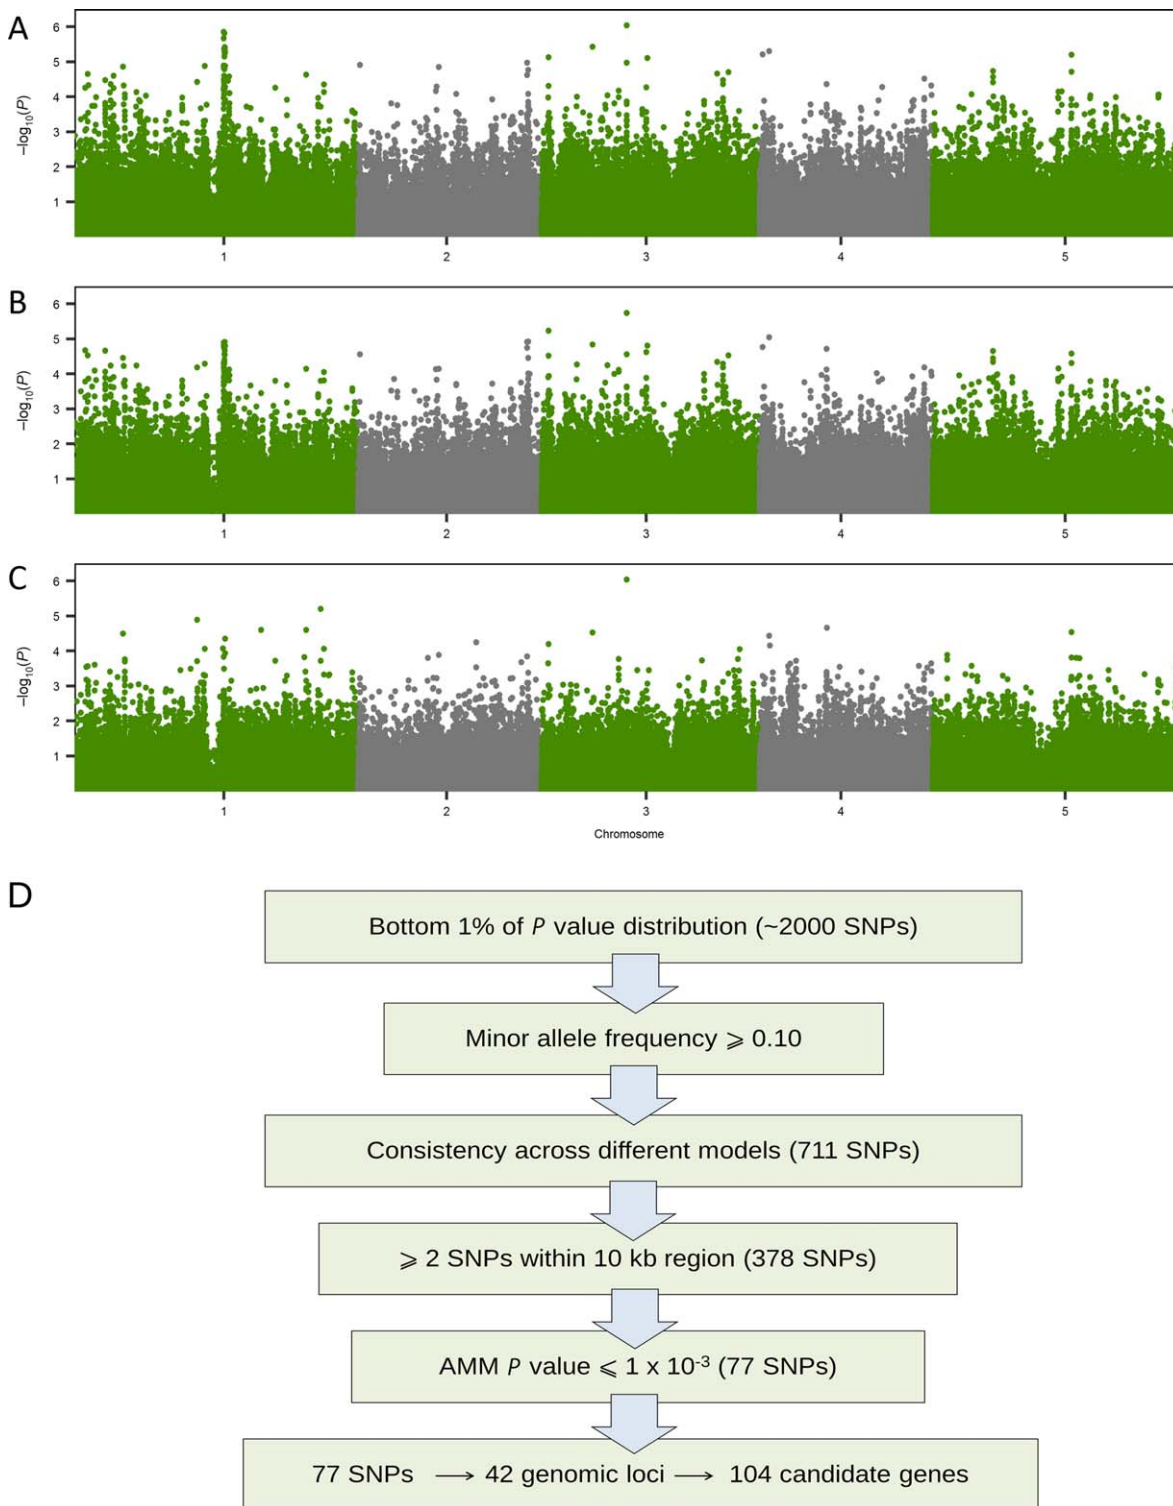 A
6
5
4
3
2
1
–log10(P)
1
2
3
4
5
B
6
5
4
3
2
1
–log10(P)
1
2
3
4
5
C
6
5
4
3
2
1
–log10(P)
1
2
3
4
5
Chromosome
D
Bottom 1% of P value distribution (~2000 SNPs)
Minor allele frequency ⩾ 0.10
Consistency across different models (711 SNPs)
⩾ 2 SNPs within 10 kb region (378 SNPs)
AMM P value ⩽ 1 x 10-3 (77 SNPs)
77 SNPs → 42 genomic loci → 104 candidate genes